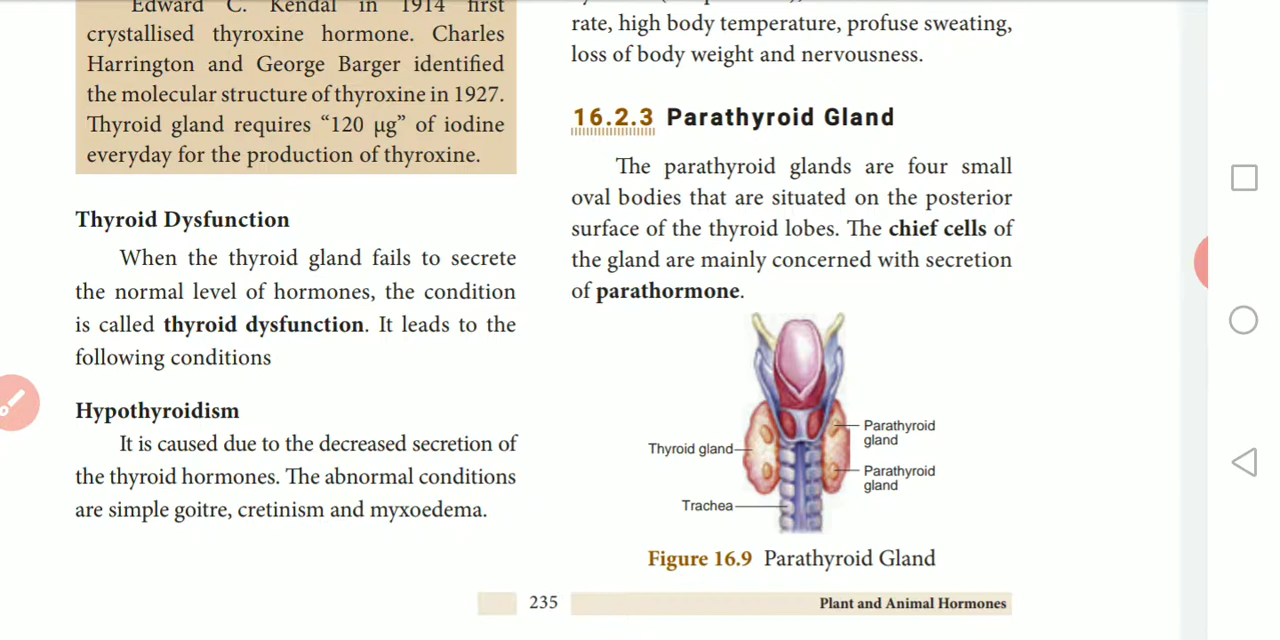 Edward C. Kendal in 1914 first
crystallised thyroxine hormone. Charles
Harrington and George Barger identified
the molecular structure of thyroxine in 1927.
Thyroid gland requires “120 µg” of iodine
everyday for the production of thyroxine.
Thyroid Dysfunction
When the thyroid gland fails to secrete
the normal level of hormones, the condition
is called thyroid dysfunction. It leads to the
following conditions
Hypothyroidism
It is caused due to the decreased secretion of
the thyroid hormones. The abnormal conditions
are simple goitre, cretinism and myxoedema.
rate, high body temperature, profuse sweating,
loss of body weight and nervousness.
16.2.3 Parathyroid Gland
The parathyroid glands are four small
oval bodies that are situated on the posterior
surface of the thyroid lobes. The chief cells of
the gland are mainly concerned with secretion
of parathormone.
Parathyroid
gland
Thyroid gland
Parathyroid
gland
Trachea
Figure 16.9 Parathyroid Gland
235
Plant and Animal Hormones